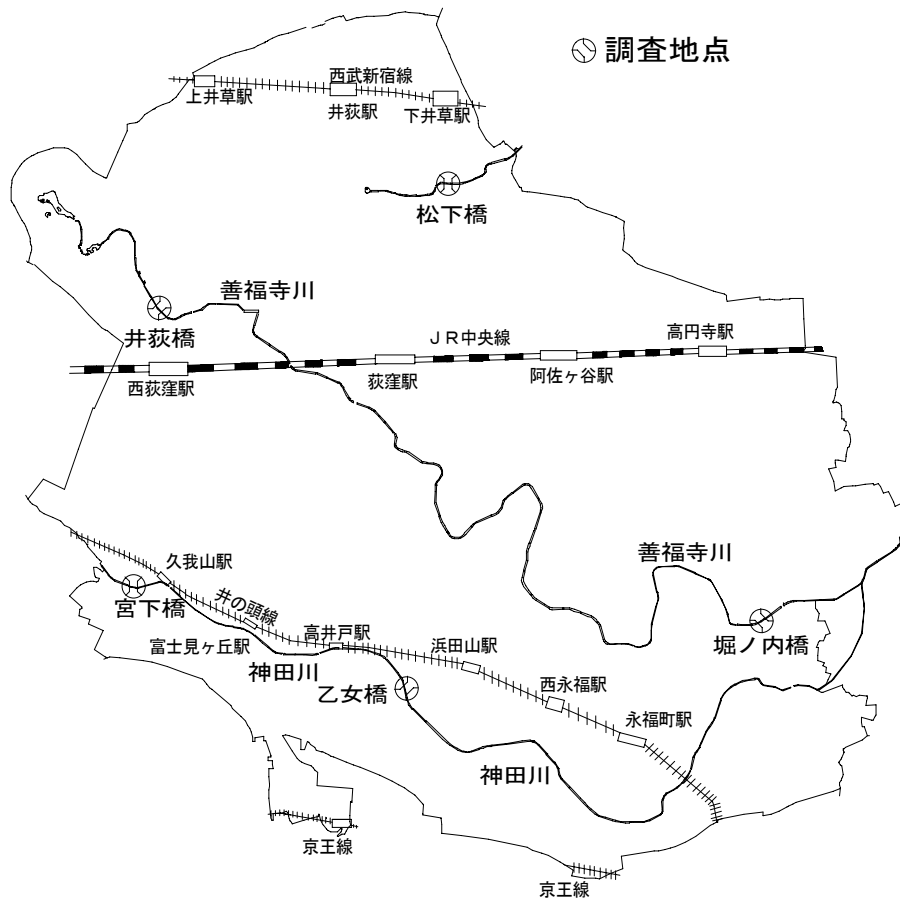 調査地点
西武新宿線
上井草駅
井荻駅
下井草駅
松下橋
善福寺川
井荻橋
ＪＲ中央線
高円寺駅
西荻窪駅
荻窪駅
阿佐ヶ谷駅
善福寺川
久我山駅
宮下橋
井の頭線
高井戸駅
富士見ヶ丘駅
浜田山駅
堀ノ内橋
神田川
乙女橋
西永福駅
永福町駅
神田川
京王線
京王線